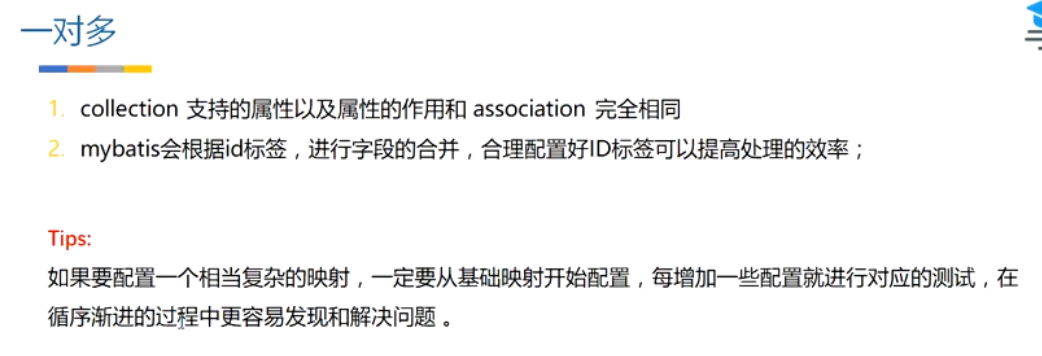 一对多
1. collection 支持的属性以及属性的作用和 association 完全相同
2. mybatis会根据id标签，进行字段的合并，合理配置好ID标签可以提高处理的效率；
Tips:
如果要配置一个相当复杂的映射，一定要从基础映射开始配置，每增加一些配置就进行对应的测试，在
循序渐进的过程中更容易发现和解决问题 。